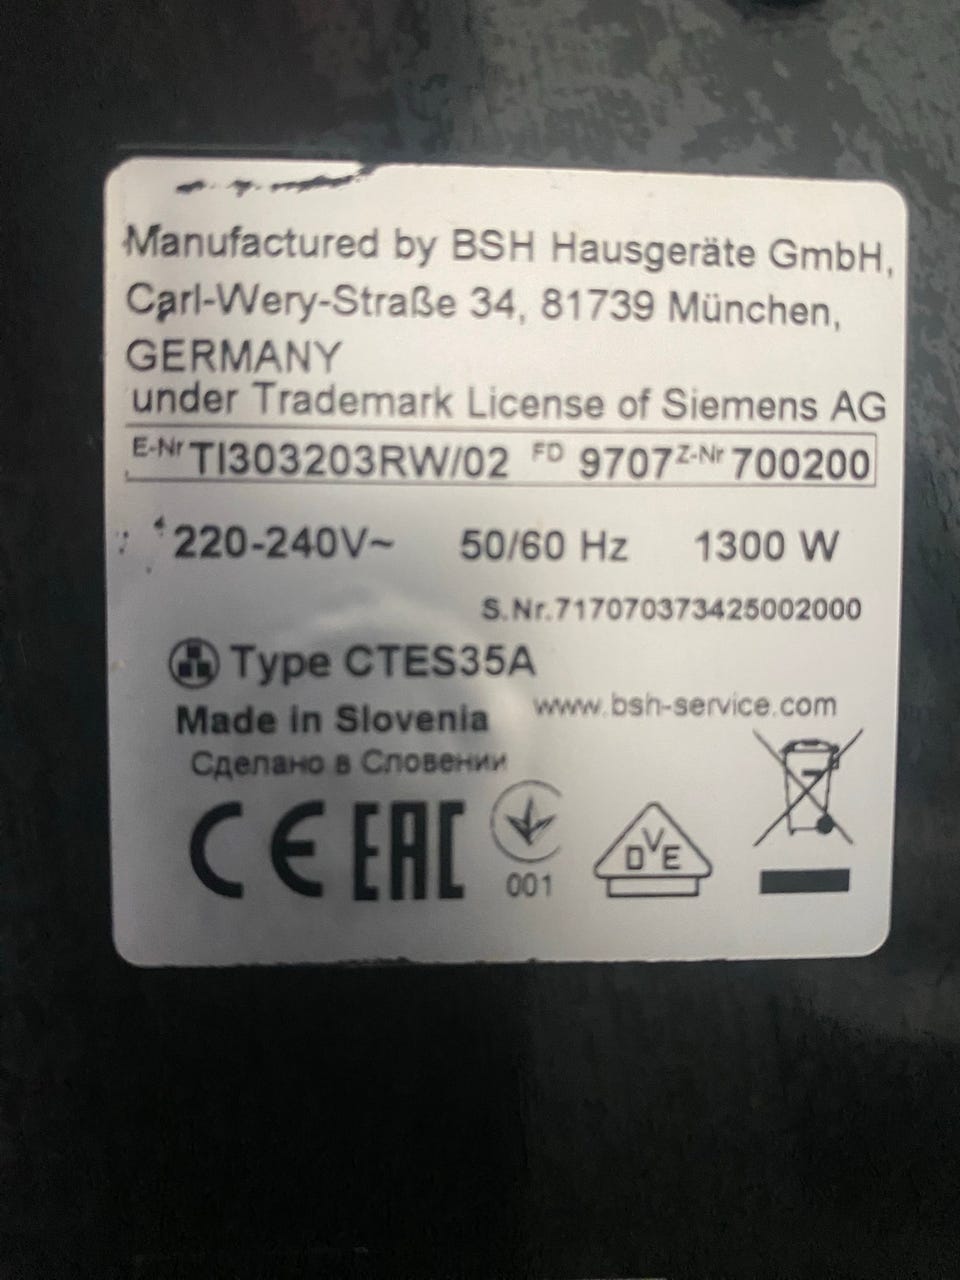 Manufactured by BSH Hausgeräte GmbH,
Carl-Wery-Straße 34, 81739 München,
GERMANY
under Trademark License of Siemens AG
E-Nr TI303203RW/02 FD 9707 Z-Nr 700200
220-240V~ 50/60 Hz 1300 W
S.Nr.717070373425002000
Type CTES35A
www.bsh-service.com
Made in Slovenia
Сделано в Словении
CE EAC
001
DVE